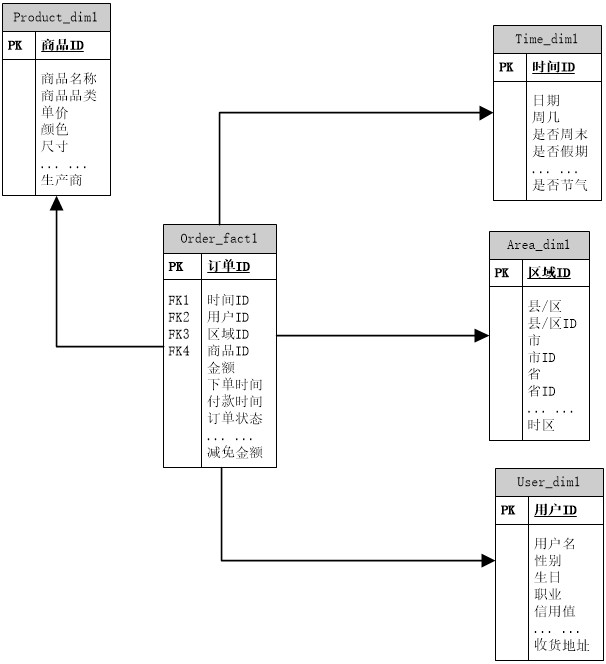 Product_dim1
PK 商品ID
商品名称
商品品类
单价
颜色
尺寸
... ...
生产商
Time_dim1
PK 时间ID
日期
周几
是否周末
是否假期
... ...
是否节气
Order_fact1
PK 订单ID
FK1 时间ID
FK2 用户ID
FK3 区域ID
FK4 商品ID
金额
下单时间
付款时间
订单状态
... ...
减免金额
Area_dim1
PK 区域ID
县/区
县/区ID
市
市ID
省
省ID
... ...
时区
User_dim1
PK 用户ID
用户名
性别
生日
职业
信用值
... ...
收货地址